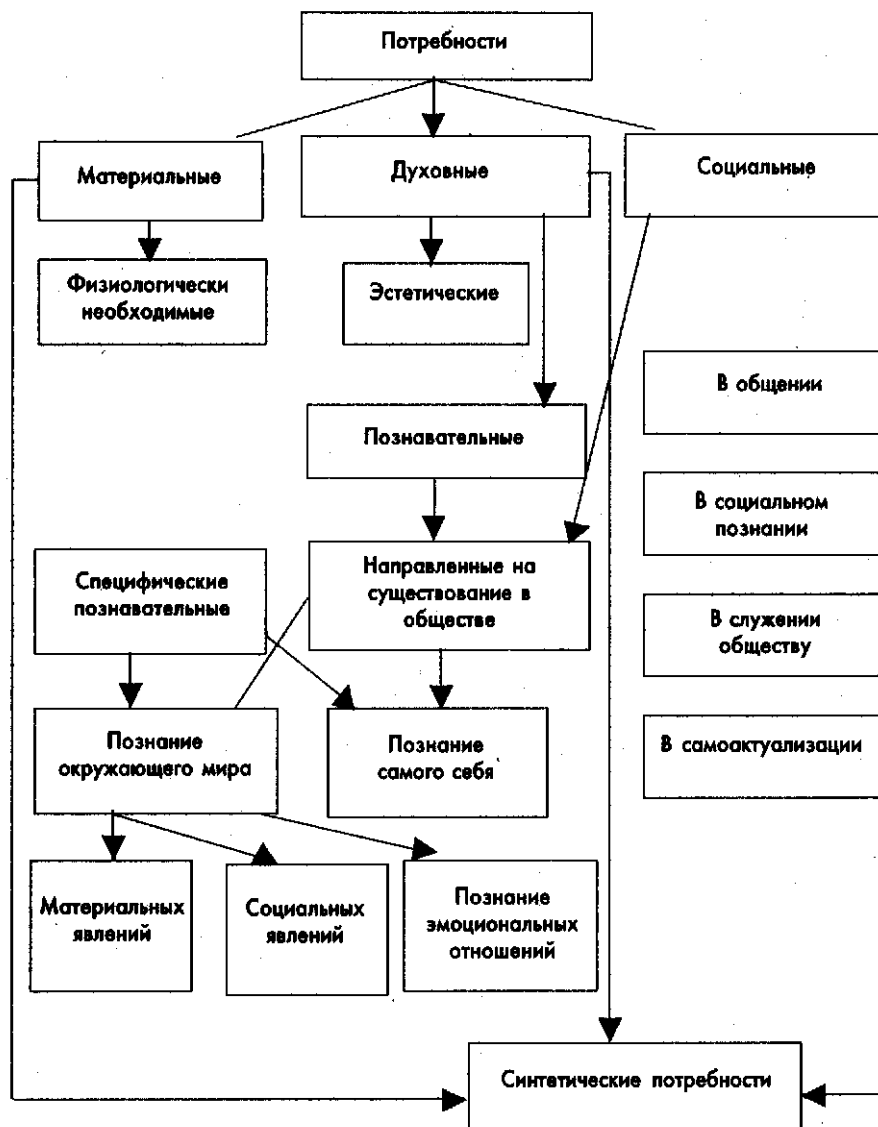 Потребности
Материальные
Духовные
Социальные
Физиологически
необходимые
Эстетические
В общении
Познавательные
В социальном
познании
Специфические
познавательные
Направленные на
существование в
обществе
В служении
обществу
Познание
окружающего мира
Познание
самого себя
В самоактуализации
Материальных
явлений
Социальных
явлений
Познание
эмоциональных
отношений
Синтетические потребности